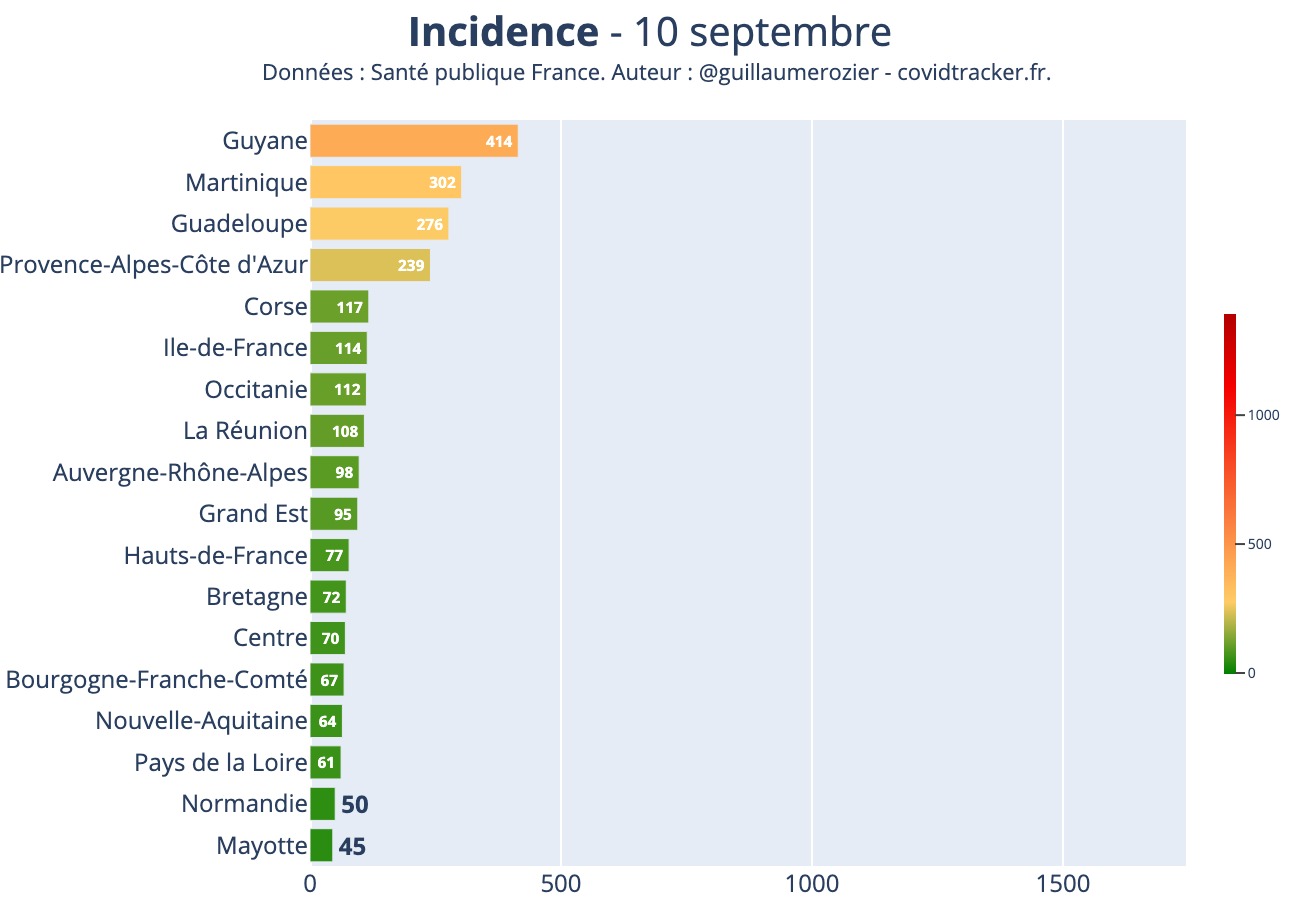 Incidence - 10 septembre
Données : Santé publique France. Auteur : @guillaumerozier - covidtracker.fr.
Guyane 414
Martinique 302
Guadeloupe 276
Provence-Alpes-Côte d'Azur 239
Corse 117
Ile-de-France 114
Occitanie 112
La Réunion 108
Auvergne-Rhône-Alpes 98
Grand Est 95
Hauts-de-France 77
Bretagne 72
Centre 70
Bourgogne-Franche-Comté 67
Nouvelle-Aquitaine 64
Pays de la Loire 61
Normandie 50
Mayotte 45
0 500 1000 1500
1000
500
0